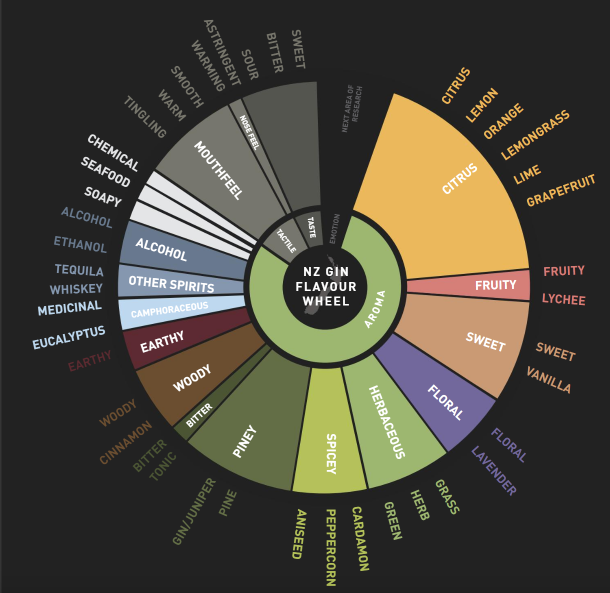 NZ GIN
FLAVOUR
WHEEL
AROMA
TACTILE
TASTE
EMOTION
NEXT AREA OF
RESEARCH
CITRUS
CITRUS
LEMON
ORANGE
LEMONGRASS
LIME
GRAPEFRUIT
FRUITY
FRUITY
LYCHEE
SWEET
SWEET
VANILLA
FLORAL
FLORAL
LAVENDER
HERBACEOUS
GRASS
HERB
GREEN
SPICEY
CARDAMON
PEPPERCORN
ANISEED
PINEY
PINE
GIN/JUNIPER
BITTER
TONIC
BITTER
WOODY
CINNAMON
WOODY
EARTHY
EARTHY
CAMPHORACEOUS
EUCALYPTUS
MEDICINAL
OTHER SPIRITS
WHISKEY
TEQUILA
ALCOHOL
ETHANOL
ALCOHOL
SOAPY
SEAFOOD
CHEMICAL
MOUTHFEEL
TINGLING
WARM
SMOOTH
NOSE FEEL
WARMING
ASTRINGENT
SOUR
BITTER
SWEET